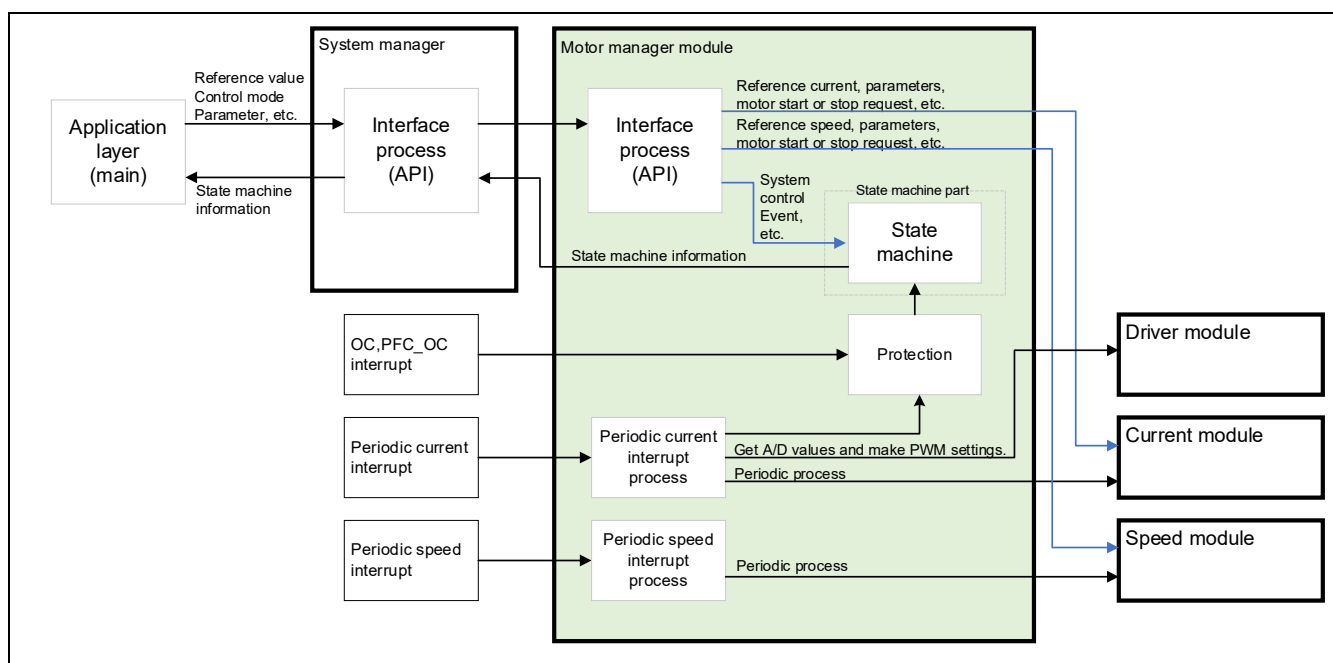 System manager
Motor manager module
Reference value
Control mode
Parameter, etc.
Application
layer
(main)
State machine
information
Interface
process
(API)
Interface
process
(API)
Reference current, parameters,
motor start or stop request, etc.
Reference speed, parameters,
motor start or stop request, etc.
System
control
Event,
etc.
State machine part
State
machine
State machine information
OC,PFC_OC
interrupt
Protection
Driver module
Periodic current
interrupt
Periodic current
interrupt
process
Get A/D values and make PWM settings.
Periodic process
Current module
Periodic speed
interrupt
Periodic speed
interrupt
process
Periodic process
Speed module